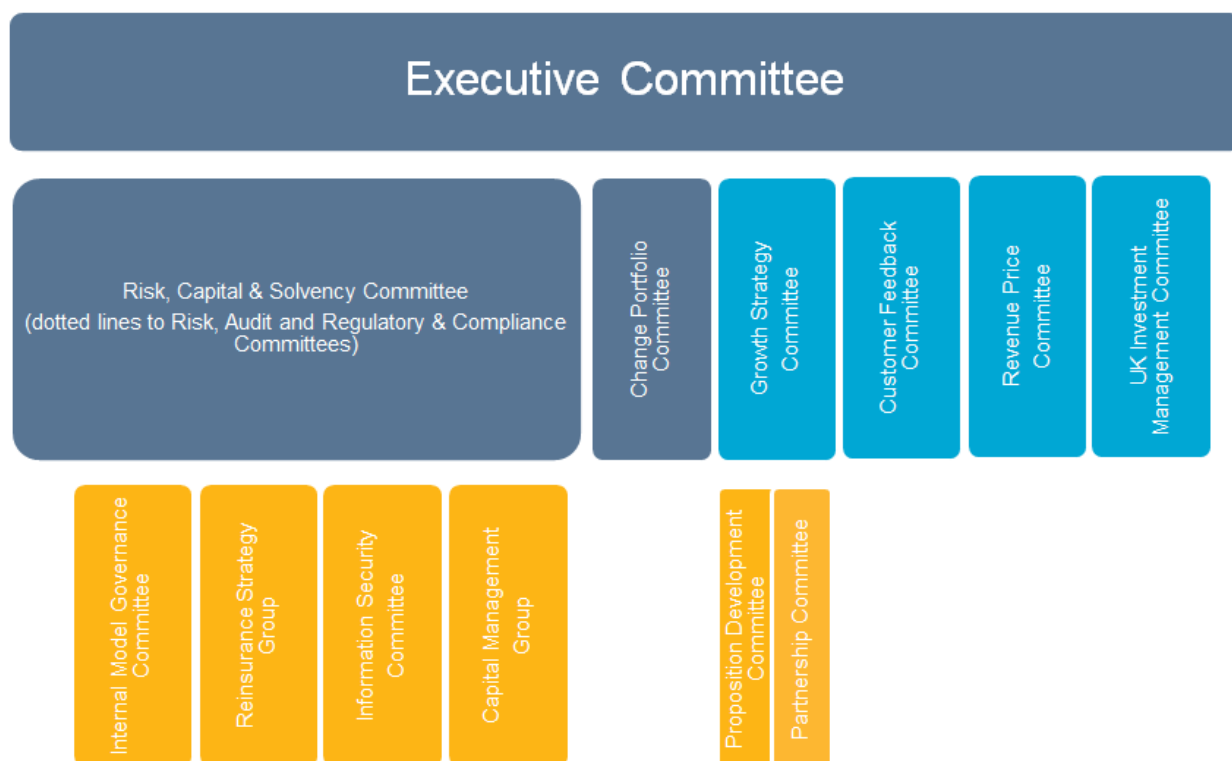 Executive Committee
Risk, Capital & Solvency Committee
(dotted lines to Risk, Audit and Regulatory & Compliance
Committees)
Change Portfolio
Committee
Growth Strategy
Committee
Customer Feedback
Committee
Revenue Price
Committee
UK Investment
Management Committee
Internal Model Governance
Committee
Reinsurance Strategy
Group
Information Security
Committee
Capital Management
Group
Proposition Development
Committee
Partnership Committee